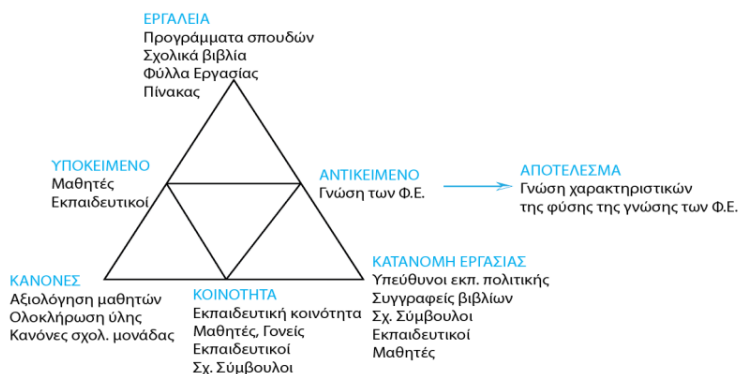 ΕΡΓΑΛΕΙΑ
Προγράμματα σπουδών
Σχολικά βιβλία
Φύλλα Εργασίας
Πίνακας
ΥΠΟΚΕΙΜΕΝΟ
Μαθητές
Εκπαιδευτικοί
ΑΝΤΙΚΕΙΜΕΝΟ
Γνώση των Φ.Ε.
ΑΠΟΤΕΛΕΣΜΑ
Γνώση χαρακτηριστικών
της φύσης της γνώσης των Φ.Ε.
ΚΑΝΟΝΕΣ
Αξιολόγηση μαθητών
Ολοκλήρωση ύλης
Κανόνες σχολ. μονάδας
ΚΟΙΝΟΤΗΤΑ
Εκπαιδευτική κοινότητα
Μαθητές, Γονείς
Εκπαιδευτικοί
Σχ. Σύμβουλοι
ΚΑΤΑΝΟΜΗ ΕΡΓΑΣΙΑΣ
Υπεύθυνοι εκπ. πολιτικής
Συγγραφείς βιβλίων
Σχ. Σύμβουλοι
Εκπαιδευτικοί
Μαθητές